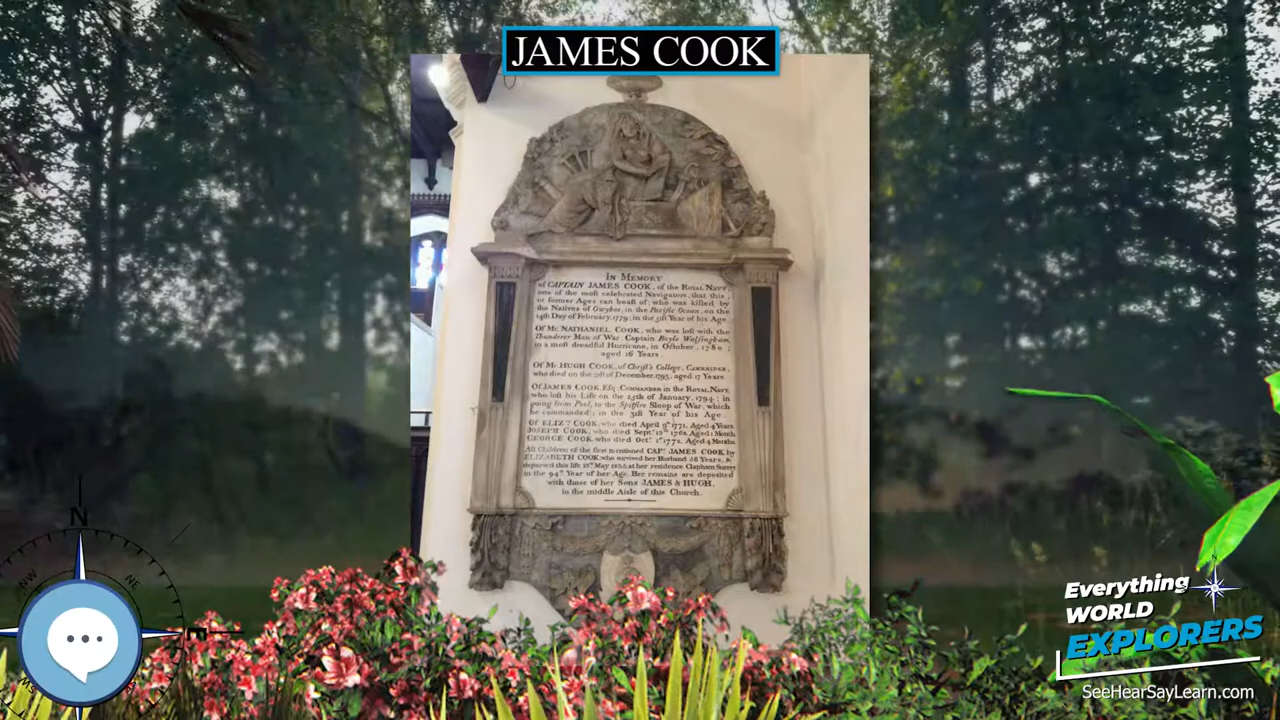 JAMES COOK
IN MEMORY
of CAPTAIN JAMES COOK, of the ROYAL NAVY,
one of the moſt celebrated Navigators, that this,
or former Ages can boaſt of; who was killed by
the Natives of Owyhee, in the Pacific Ocean, on the
14th Day of February, 1779; in the 51ſt Year of his Age.
Of Mr. NATHANIEL COOK, who was loſt with the
Thunderer Man of War, Captain Boyle Walſingham,
in a moſt dreadful Hurricane, in October, 1780;
aged 16 Years.
Of Mr. HUGH COOK, of Chriſt's College, CAMBRIDGE,
who died on the 21ſt of December, 1793; aged 17 Years
Of JAMES COOK Eſq; COMMANDER in the ROYAL NAVY,
who loſt his Life on the 25th of January, 1794; in
going from Pool, to the Spitfire Sloop of War, which
he commanded; in the 31ſt Year of his Age.
Of ELIZTH COOK, who died April 9th 1771, Aged 4 Years
JOSEPH COOK, who died Septr 13th 1768, Aged 1 Month
GEORGE COOK who died Octr 1st 1772, Aged 4 Months
All Children of the first mentioned CAPT JAMES COOK by
ELIZABETH COOK, who survived her Husband 56 Years, &
departed this life 13th May 1835, at her residence Clapham Surrey
in the 94th Year of her Age. Her remains are deposited
with those of her Sons JAMES & HUGH,
in the middle Aisle of this Church.
N
NW
NE
Everything
WORLD
EXPLORERS
SeeHearSayLearn.com